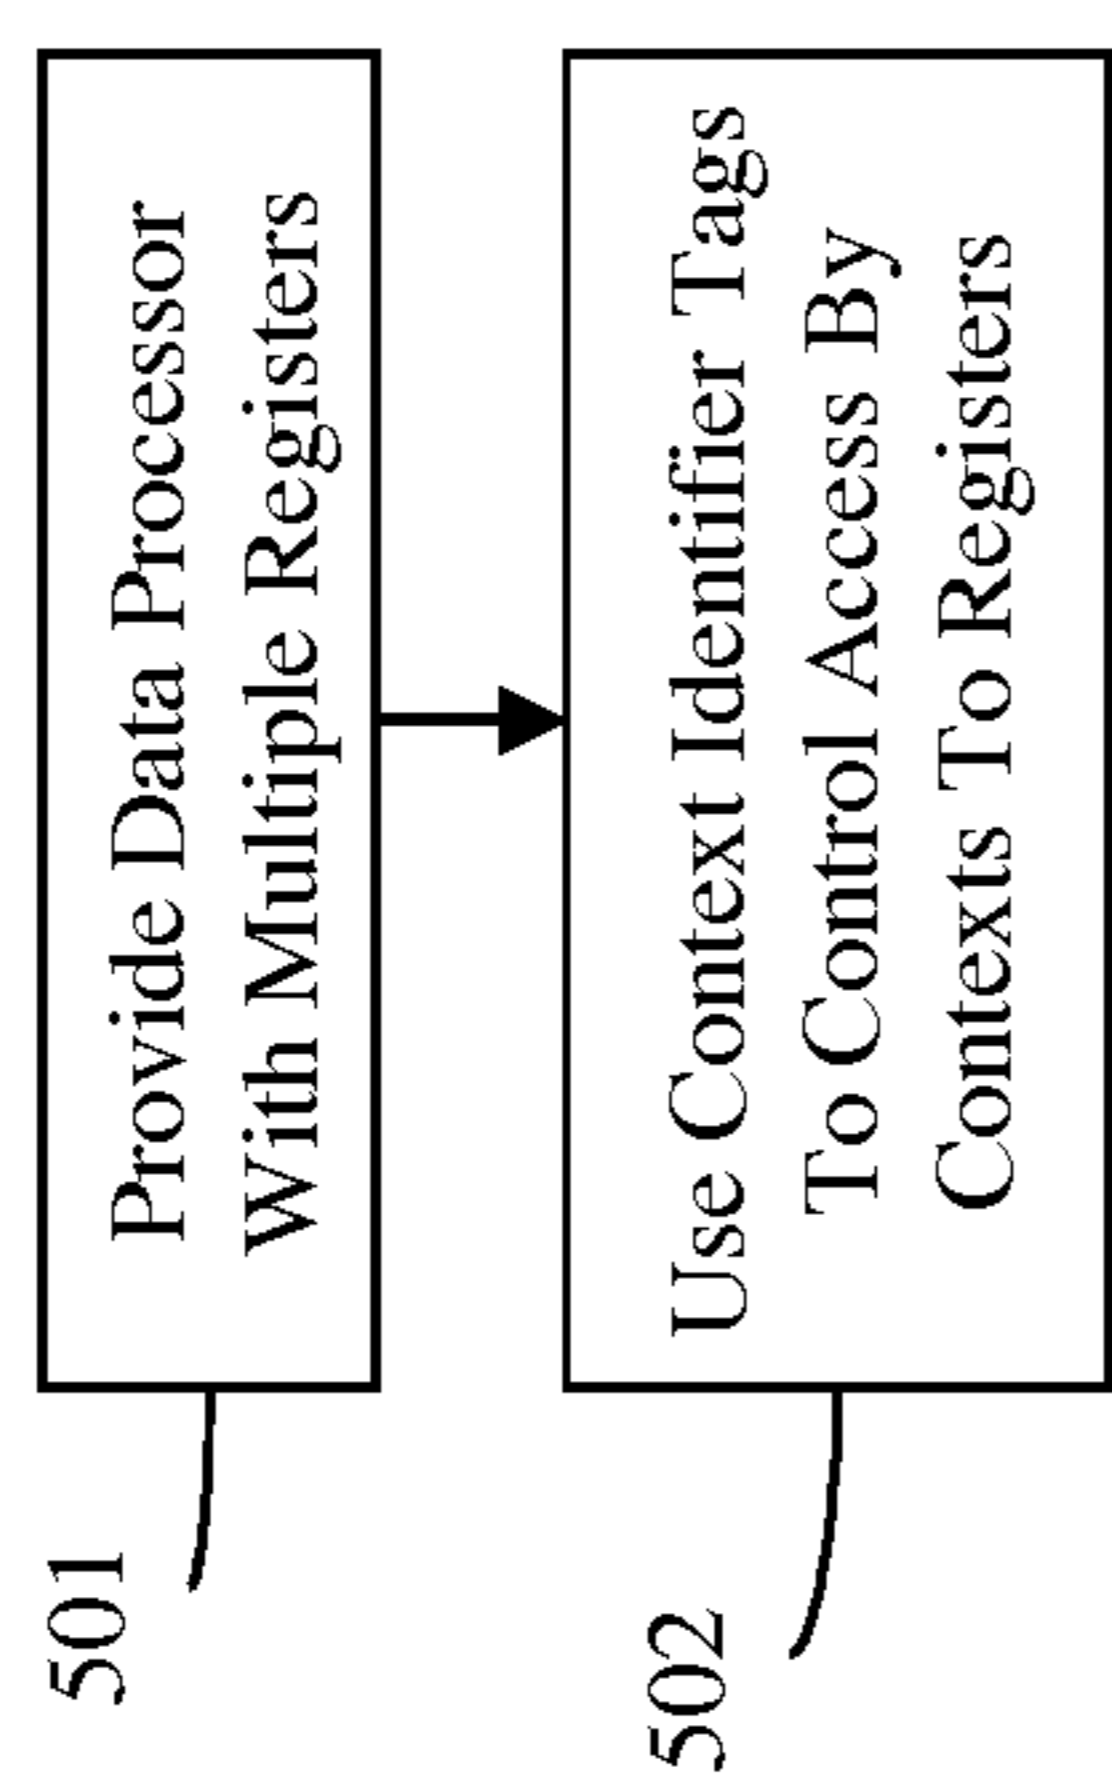 501
Provide Data Processor
With Multiple Registers
502
Use Context Identifier Tags
To Control Access By
Contexts To Registers